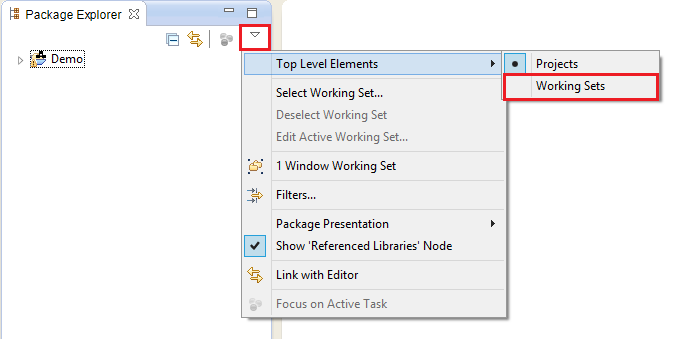 Package Explorer
Demo
Top Level Elements
Projects
Working Sets
Select Working Set...
Deselect Working Set
Edit Active Working Set...
1 Window Working Set
Filters...
Package Presentation
Show 'Referenced Libraries' Node
Link with Editor
Focus on Active Task